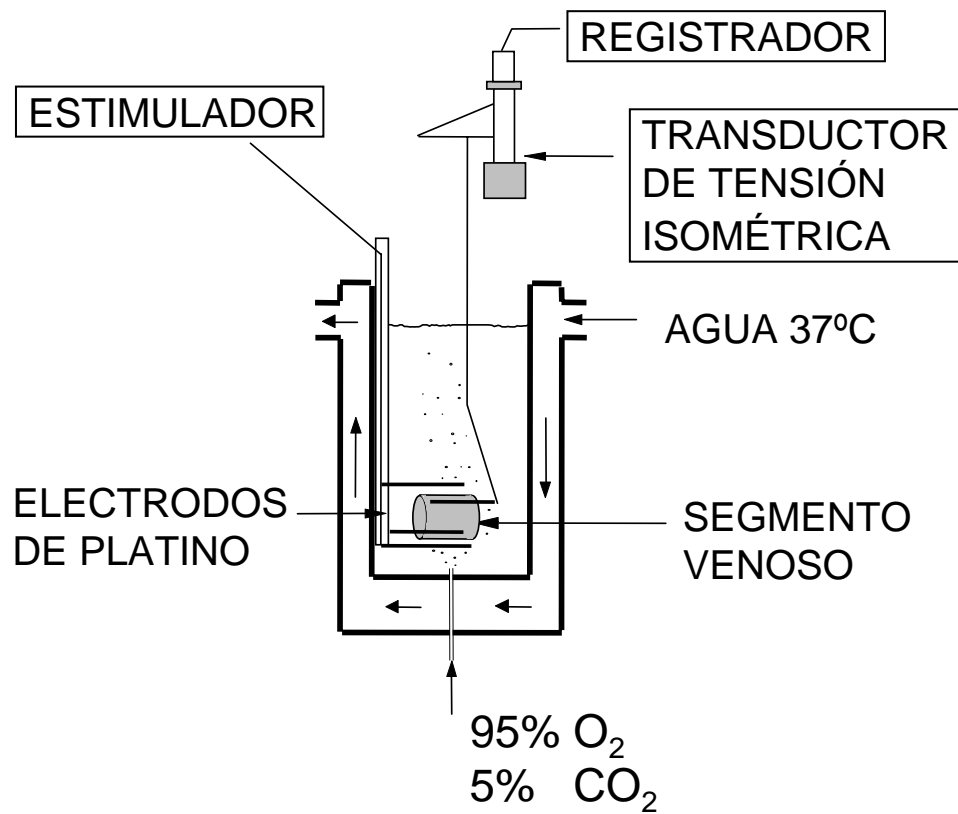 REGISTRADOR
ESTIMULADOR
TRANSDUCTOR
DE TENSIÓN
ISOMÉTRICA
AGUA 37ºC
ELECTRODOS
DE PLATINO
SEGMENTO
VENOSO
95% O₂
5% CO₂